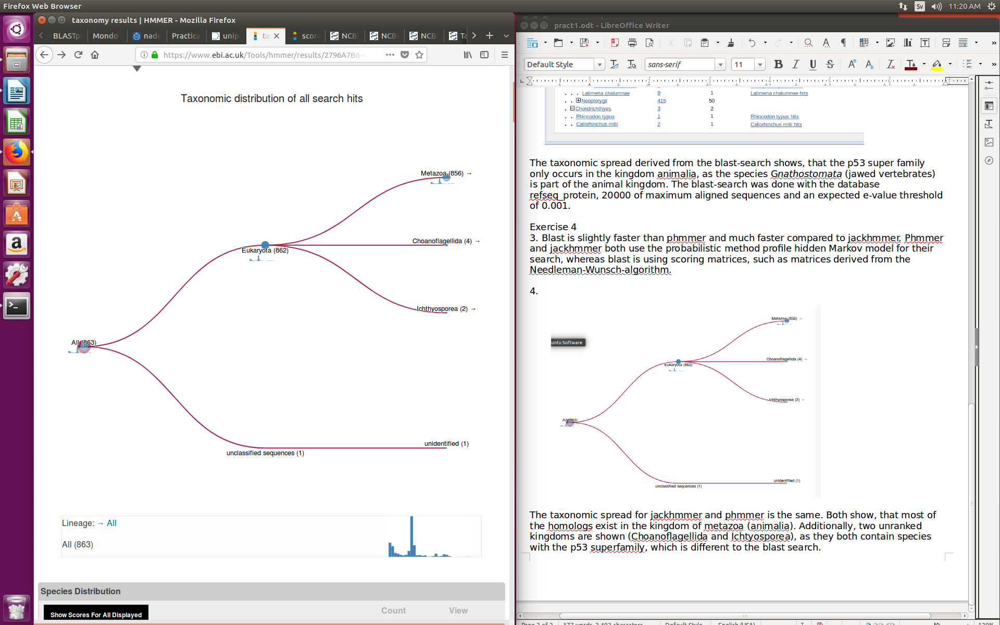 Firefox Web Browser
Sv
11:20 AM
taxonomy results | HMMER - Mozilla Firefox
BLASTp
Mondo
nada
Practica
unip
ta
score
NCB
NCB
NCB
Ta
https://www.ebi.ac.uk/Tools/hmmer/results/2796A7B6-4
Taxonomic distribution of all search hits
Metazoa (856) →
Choanoflagellida (4) →
Eukaryota (862)
Ichthyosporea (2) →
All (863)
unidentified (1)
unclassified sequences (1)
Lineage: → All
All (863)
Species Distribution
Count
View
Show Scores For All Displayed
pract1.odt - LibreOffice Writer
Default Style
sans-serif
11
Latimeria chalumnae 9 1 Latimeria chalumnae hits
Neopterygii 415 50
Chondrichthyes 3 2
Rhincodon typus 1 1 Rhincodon typus hits
Callorhinchus milii 2 1 Callorhinchus milii hits
The taxonomic spread derived from the blast-search shows, that the p53 super family
only occurs in the kingdom animalia, as the species Gnathostomata (jawed vertebrates)
is part of the animal kingdom. The blast-search was done with the database
refseq_protein, 20000 of maximum aligned sequences and an expected e-value threshold
of 0.001.
Exercise 4
3. Blast is slightly faster than phmmer and much faster compared to jackhmmer. Phmmer
and jackhmmer both use the probabilistic method profile hidden Markov model for their
search, whereas blast is using scoring matrices, such as matrices derived from the
Needleman-Wunsch-algorithm.
4.
Metazoa (856) →
untu Software
Choanoflagellida (4) →
Eukaryota (862)
Ichthyosporea (2) →
All (863)
unidentified (1)
unclassified sequences (1)
The taxonomic spread for jackhmmer and phmmer is the same. Both show, that most of
the homologs exist in the kingdom of metazoa (animalia). Additionally, two unranked
kingdoms are shown (Choanoflagellida and Ichtyosporea), as they both contain species
with the p53 superfamily, which is different to the blast search.
Page 2 of 2
377 words, 2,492 characters
Default Style
English (USA)
120%